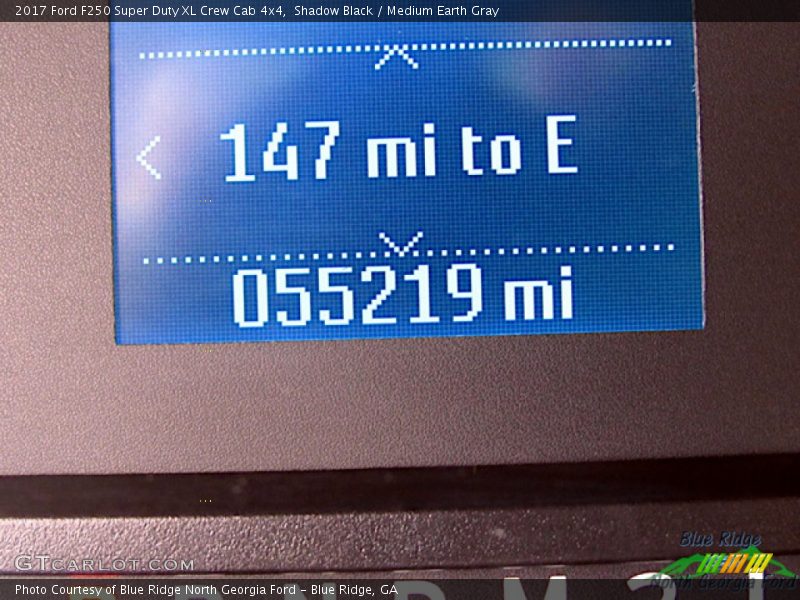 2017 Ford F250 Super Duty XL Crew Cab 4x4,  Shadow Black / Medium Earth Gray
147 mi to E
055219 mi
GTCARLOT.COM
Blue Ridge
North Georgia Ford
Photo Courtesy of Blue Ridge North Georgia Ford - Blue Ridge, GA